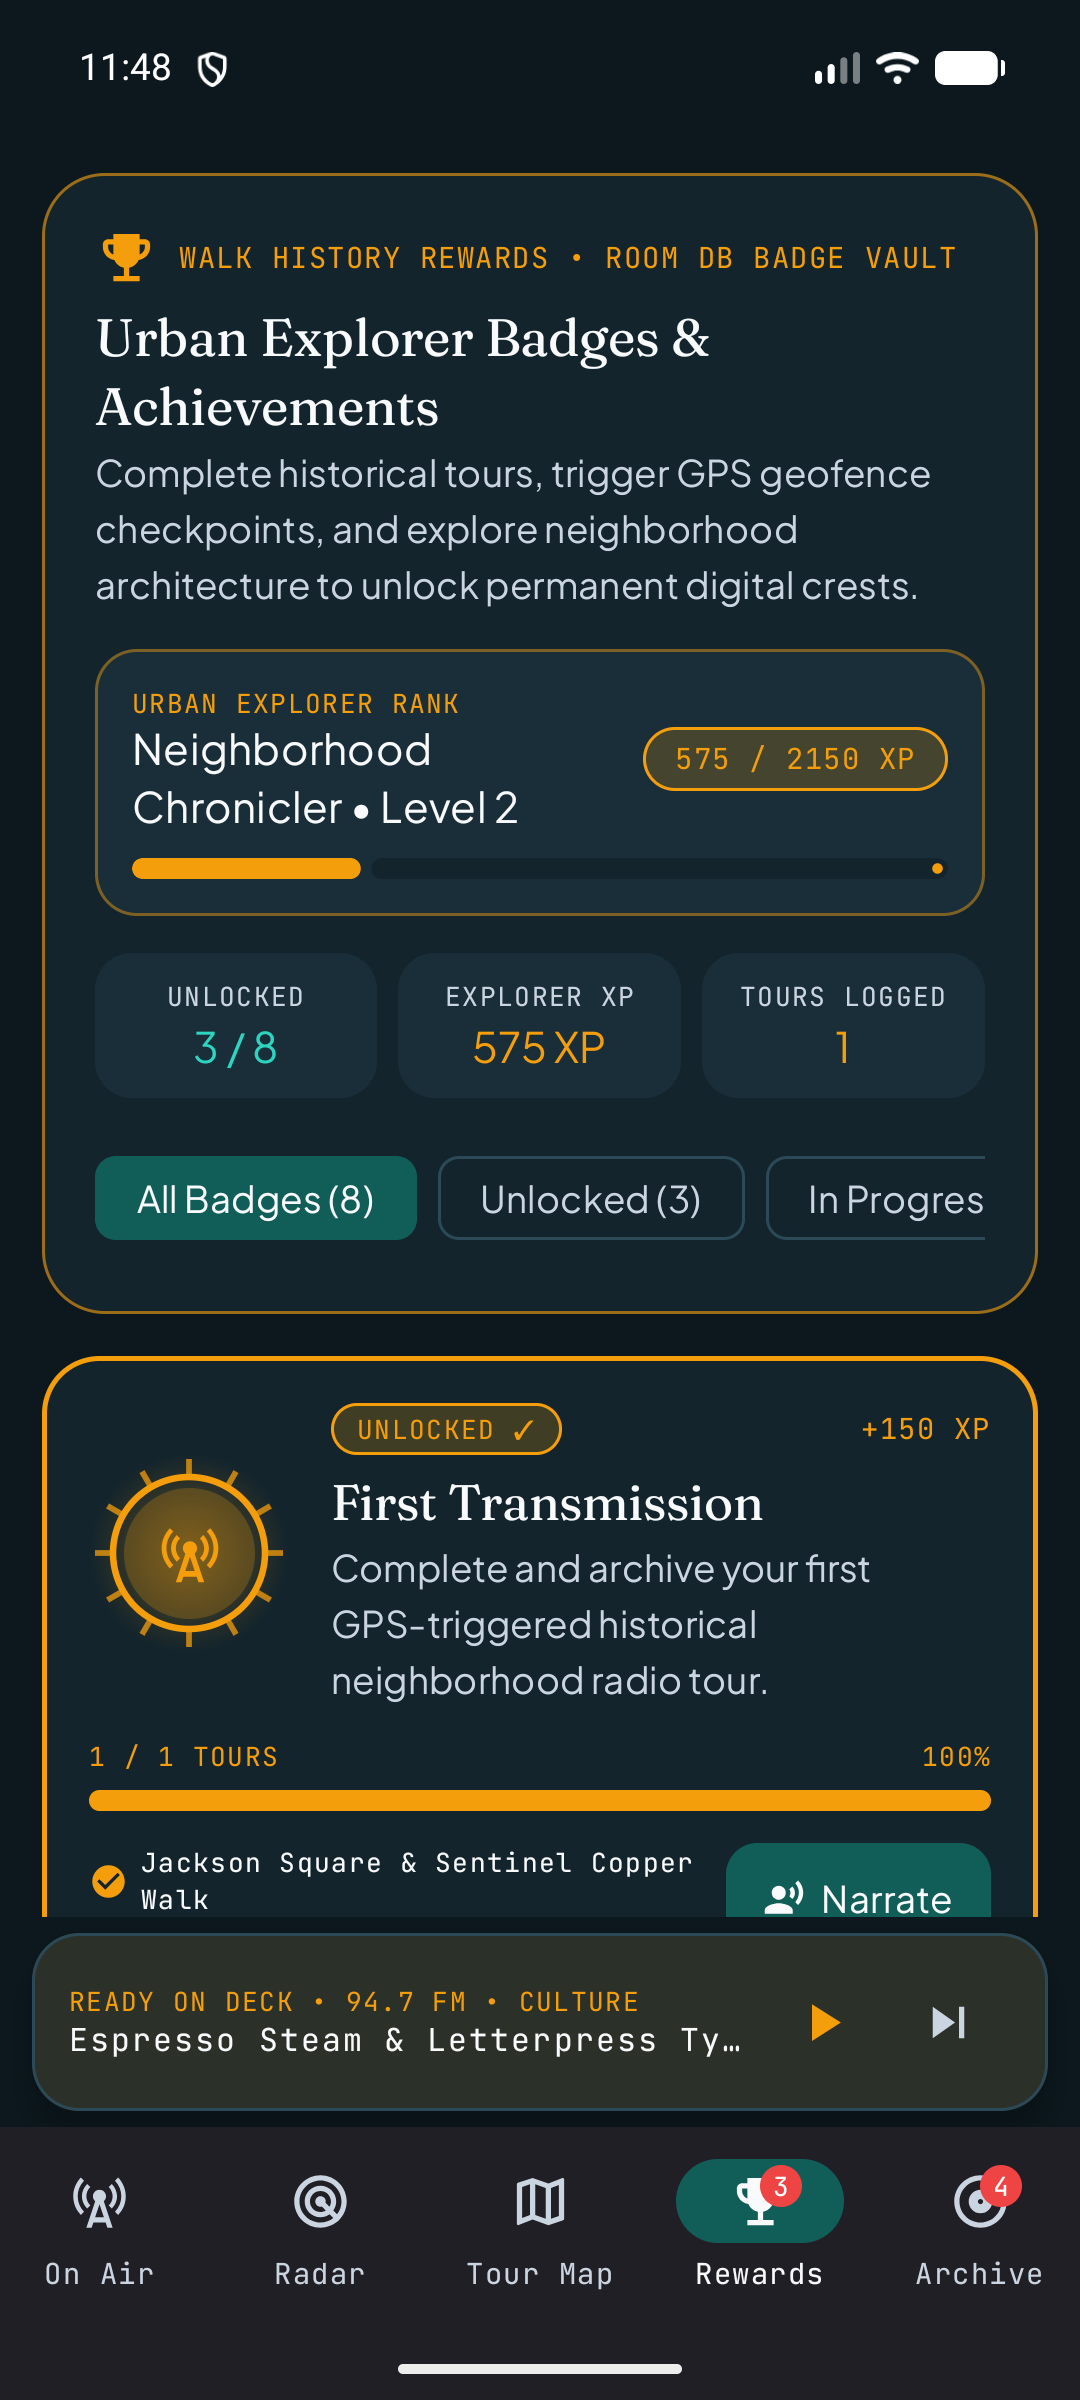 11:48
WALK HISTORY REWARDS • ROOM DB BADGE VAULT
Urban Explorer Badges &
Achievements
Complete historical tours, trigger GPS geofence
checkpoints, and explore neighborhood
architecture to unlock permanent digital crests.
URBAN EXPLORER RANK
Neighborhood
Chronicler • Level 2
575 / 2150 XP
UNLOCKED
3 / 8
EXPLORER XP
575 XP
TOURS LOGGED
1
All Badges (8)
Unlocked (3)
In Progres
UNLOCKED ✓
+150 XP
First Transmission
Complete and archive your first
GPS-triggered historical
neighborhood radio tour.
1 / 1 TOURS
100%
Jackson Square & Sentinel Copper
Walk
Narrate
READY ON DECK • 94.7 FM • CULTURE
Espresso Steam & Letterpress Ty…
3
4
On Air
Radar
Tour Map
Rewards
Archive